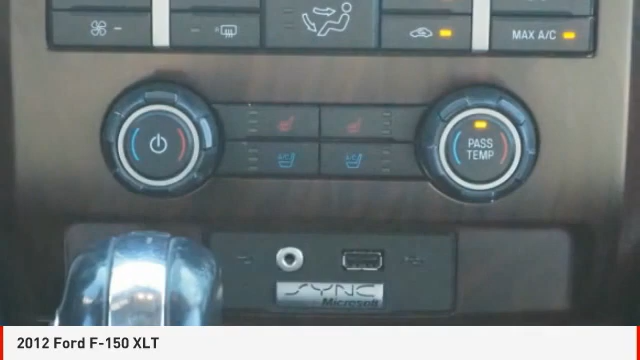 MAX A/C
PASS
TEMP
SYNC
Microsoft
2012 Ford F-150 XLT